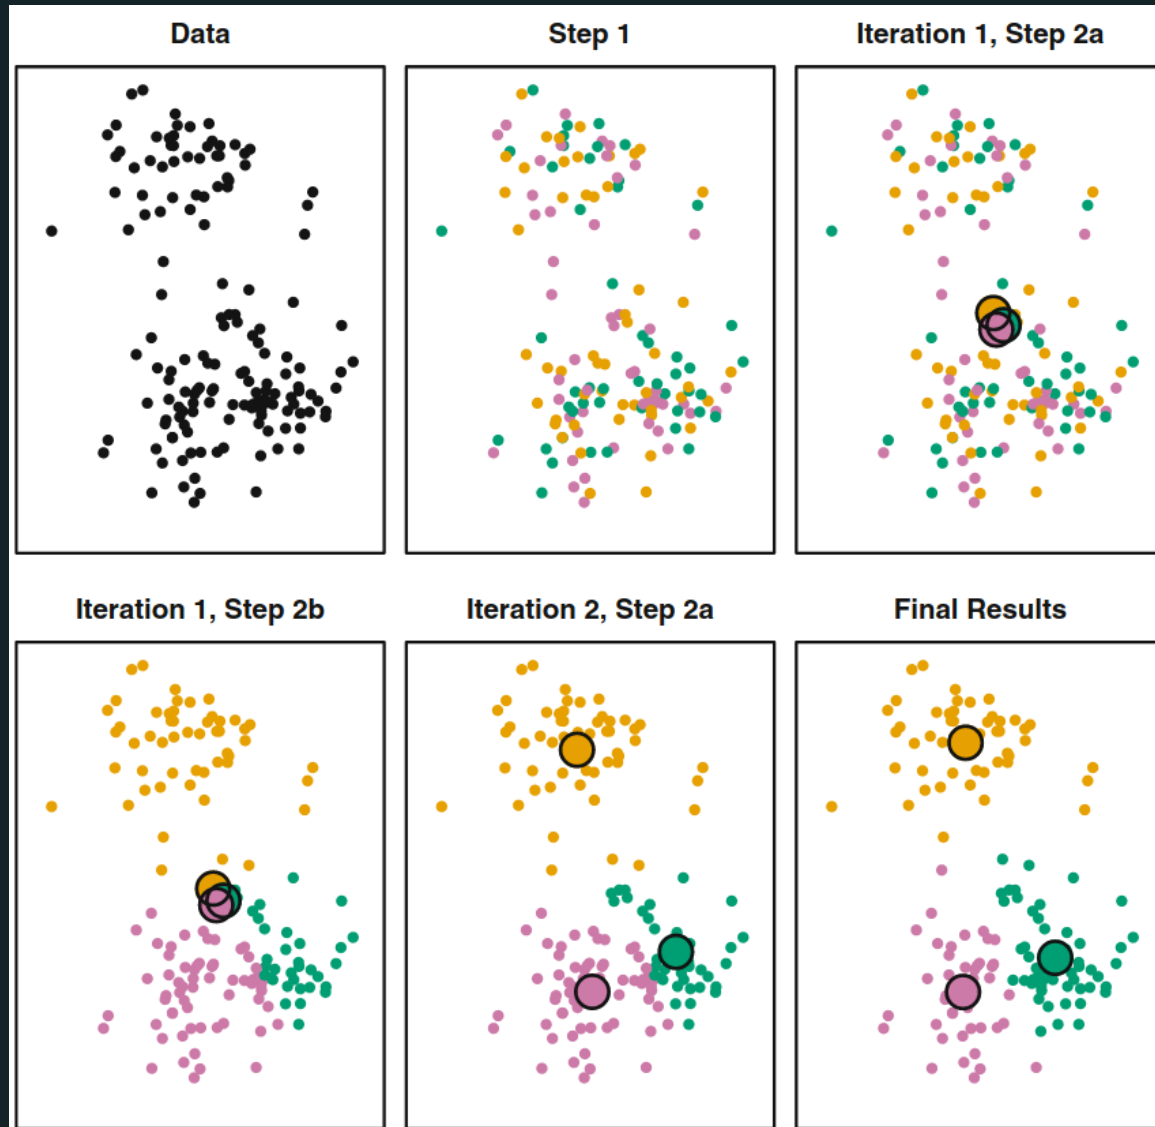 Data
Step 1
Iteration 1, Step 2a
Iteration 1, Step 2b
Iteration 2, Step 2a
Final Results